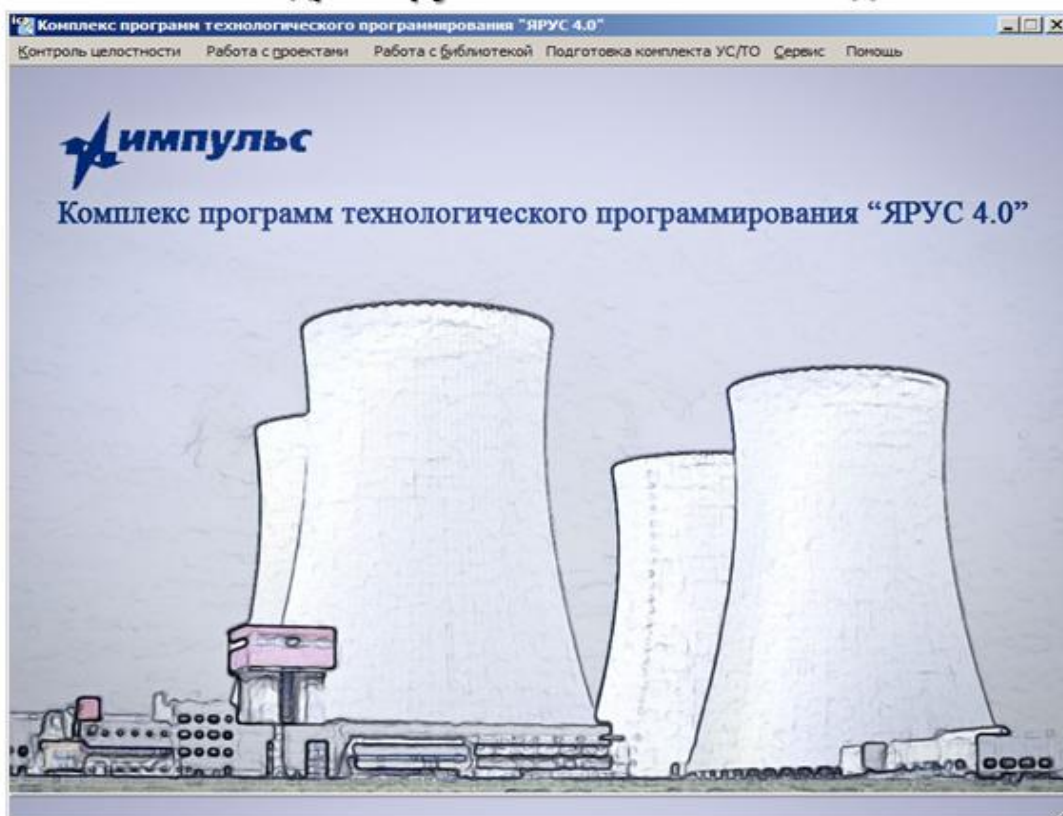 Комплекс программ технологического программирования "ЯРУС 4.0"
Контроль целостности Работа с проектами Работа с библиотекой Подготовка комплекта УС/ТО Сервис Помощь
импульс
Комплекс программ технологического программирования “ЯРУС 4.0”